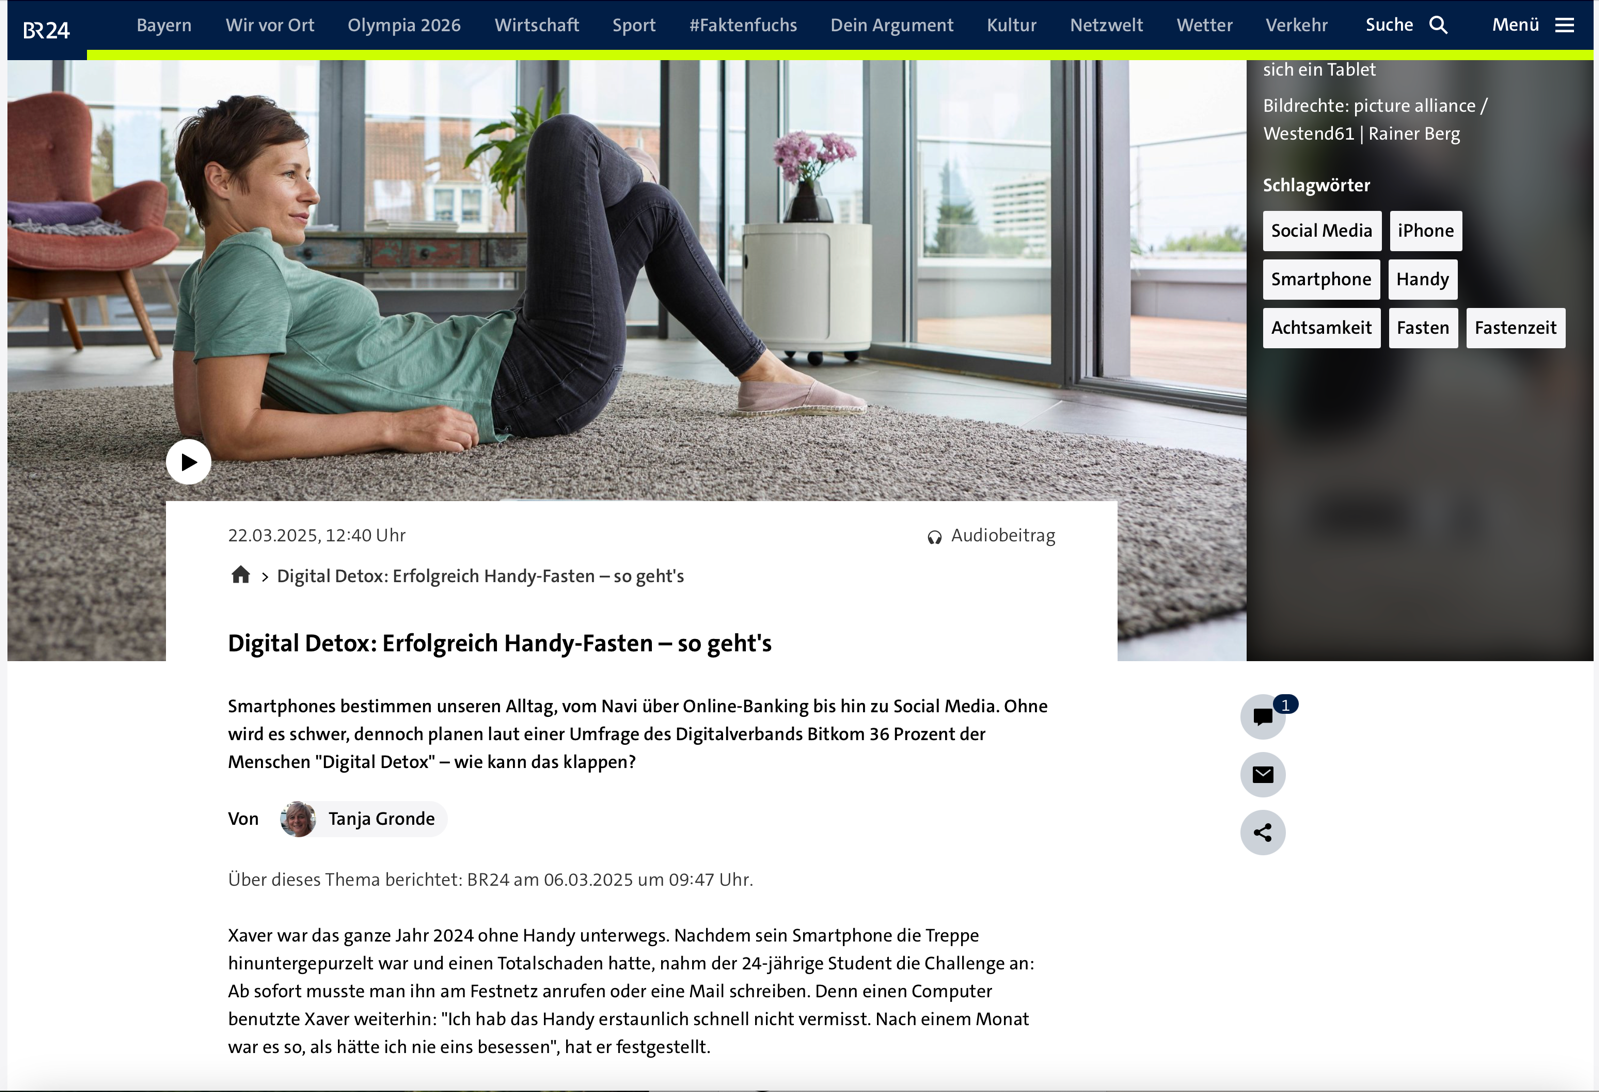 BR24
Bayern
Wir vor Ort
Olympia 2026
Wirtschaft
Sport
#Faktenfuchs
Dein Argument
Kultur
Netzwelt
Wetter
Verkehr
Suche
Menü
sich ein Tablet
Bildrechte: picture alliance /
Westend61 | Rainer Berg
Schlagwörter
Social Media
iPhone
Smartphone
Handy
Achtsamkeit
Fasten
Fastenzeit
22.03.2025, 12:40 Uhr
Audiobeitrag
Digital Detox: Erfolgreich Handy-Fasten – so geht's
Digital Detox: Erfolgreich Handy-Fasten – so geht's
Smartphones bestimmen unseren Alltag, vom Navi über Online-Banking bis hin zu Social Media. Ohne
wird es schwer, dennoch planen laut einer Umfrage des Digitalverbands Bitkom 36 Prozent der
Menschen "Digital Detox" – wie kann das klappen?
1
Von
Tanja Gronde
Über dieses Thema berichtet: BR24 am 06.03.2025 um 09:47 Uhr.
Xaver war das ganze Jahr 2024 ohne Handy unterwegs. Nachdem sein Smartphone die Treppe
hinuntergepurzelt war und einen Totalschaden hatte, nahm der 24-jährige Student die Challenge an:
Ab sofort musste man ihn am Festnetz anrufen oder eine Mail schreiben. Denn einen Computer
benutzte Xaver weiterhin: "Ich hab das Handy erstaunlich schnell nicht vermisst. Nach einem Monat
war es so, als hätte ich nie eins besessen", hat er festgestellt.